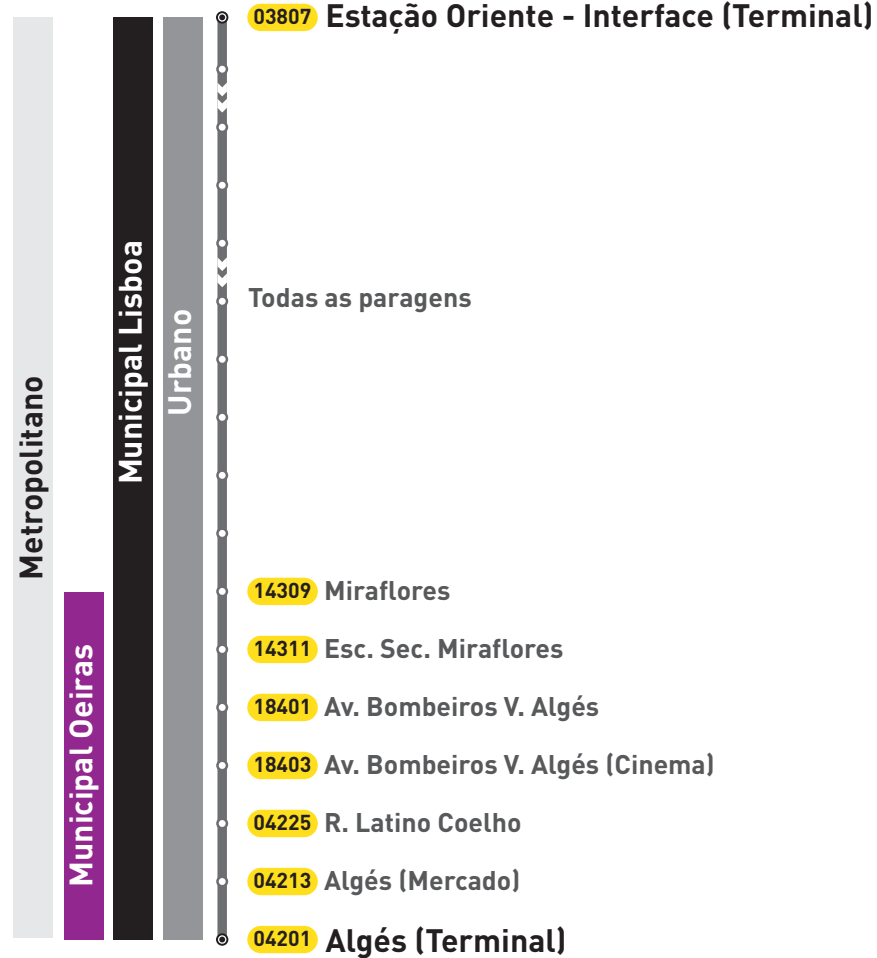 03807 Estação Oriente - Interface (Terminal)
Metropolitano
Municipal Oeiras
Municipal Lisboa
Urbano
Todas as paragens
14309 Miraflores
14311 Esc. Sec. Miraflores
18401 Av. Bombeiros V. Algés
18403 Av. Bombeiros V. Algés (Cinema)
04225 R. Latino Coelho
04213 Algés (Mercado)
04201 Algés (Terminal)